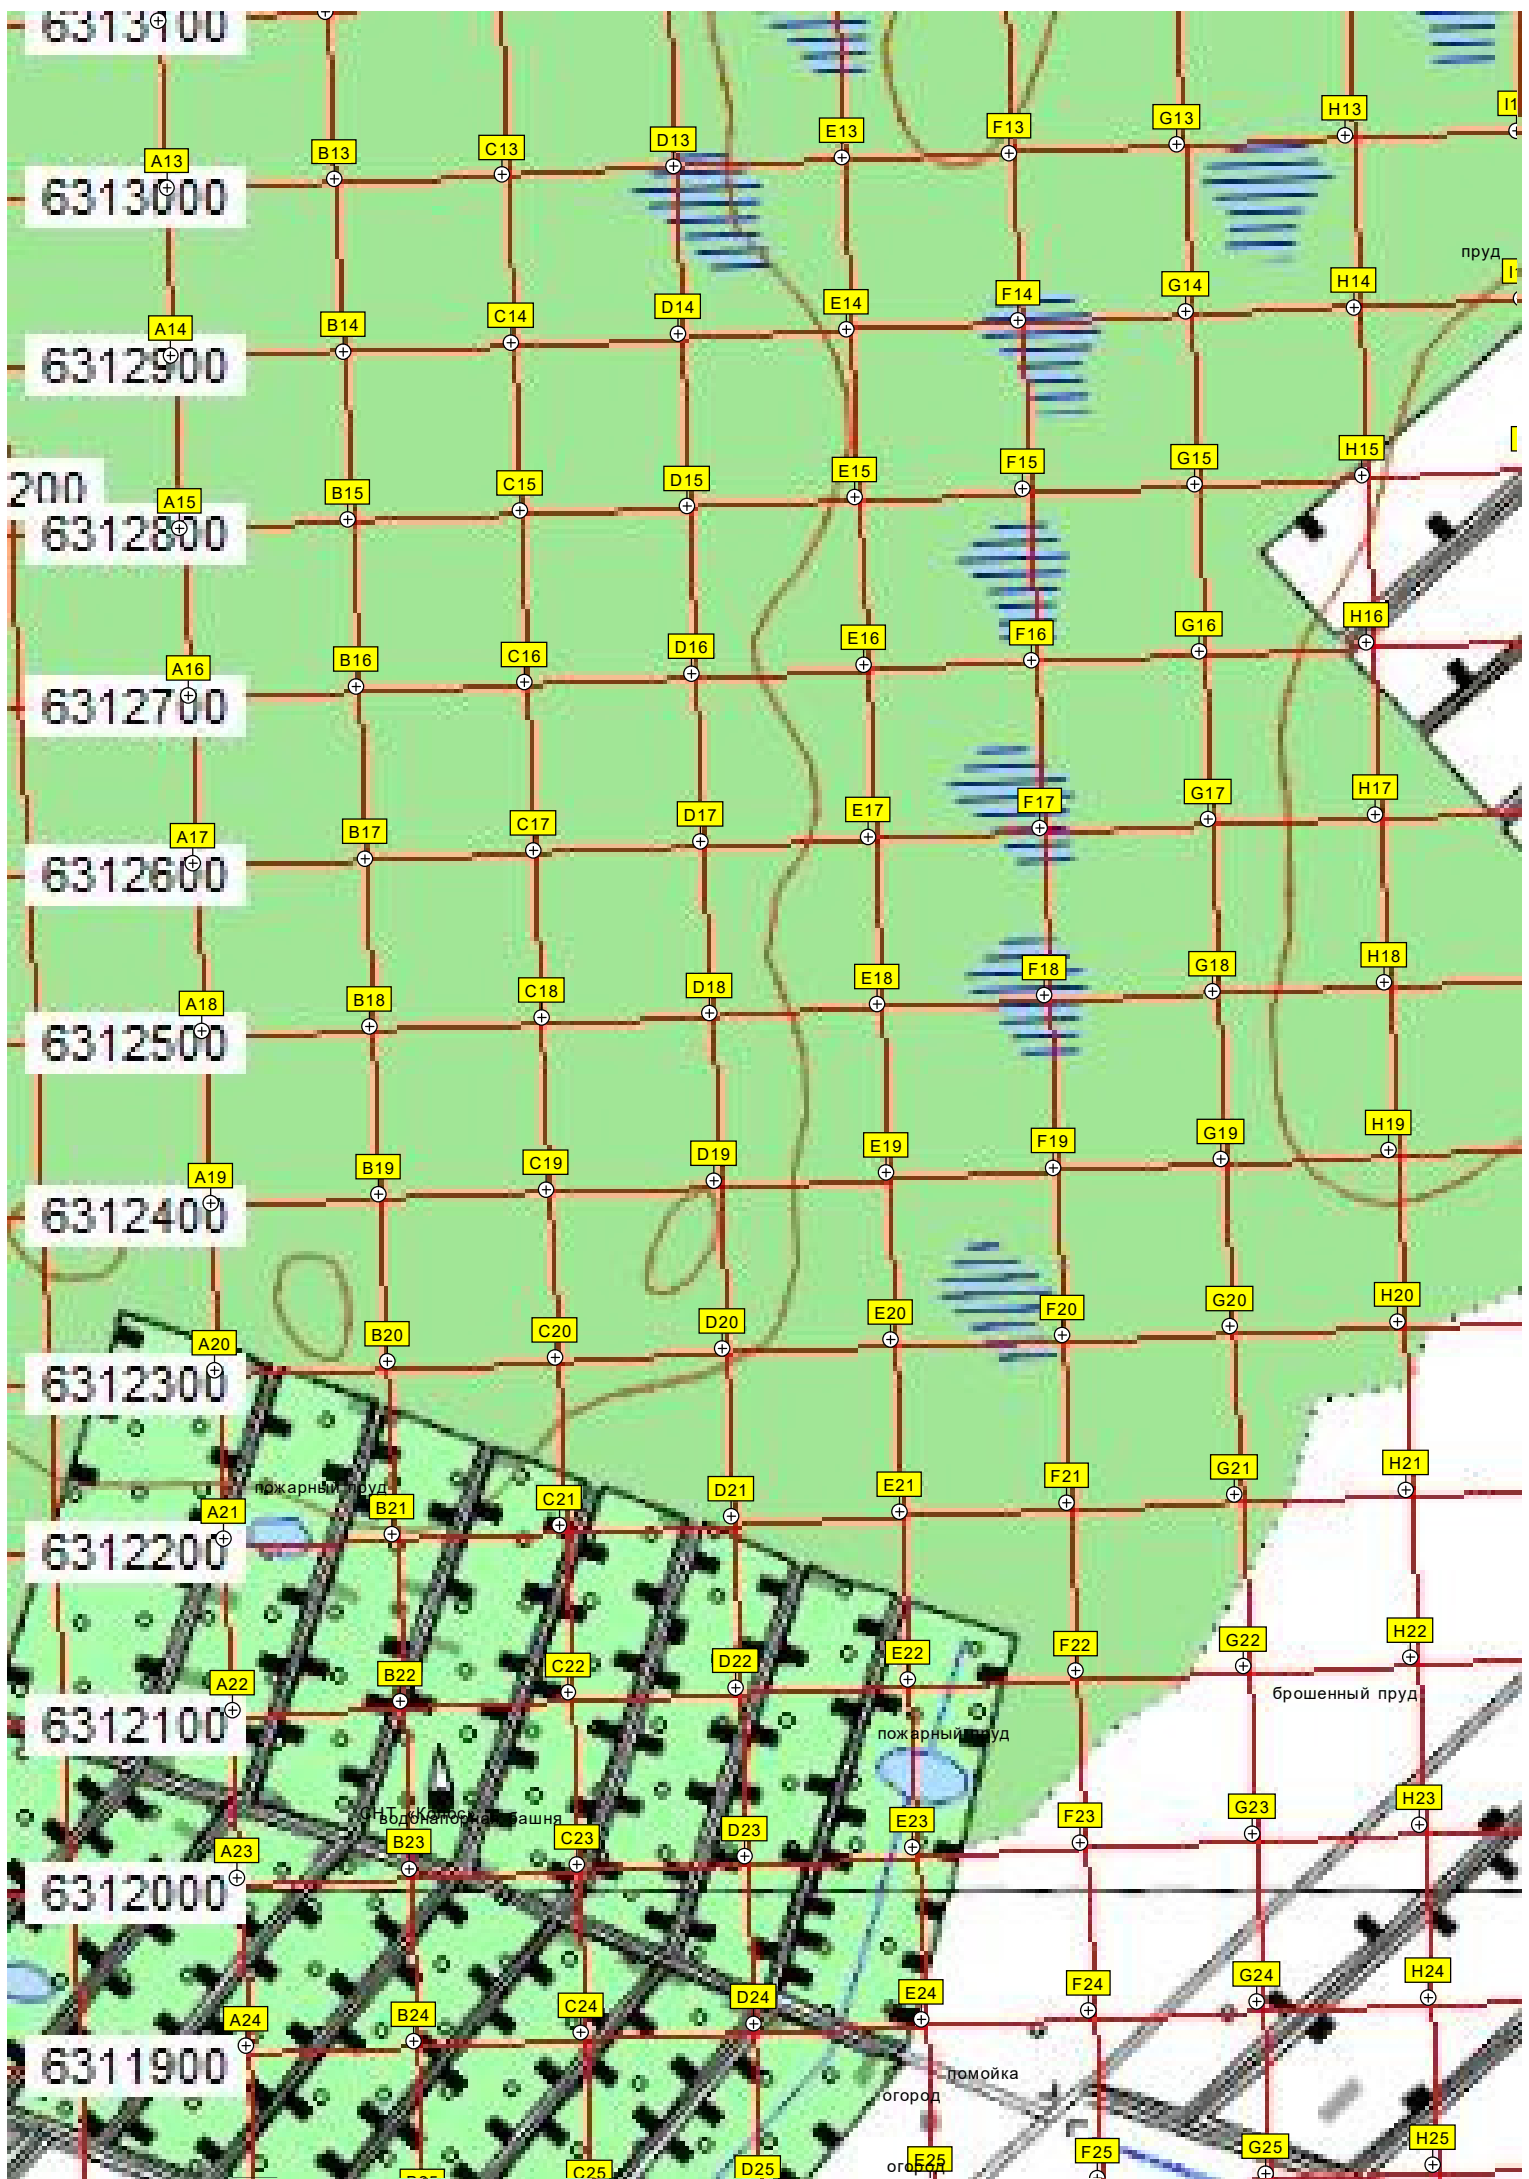 6313100
A13 B13 C13 D13 E13 F13 G13 H13
6313000
пруд
A14 B14 C14 D14 E14 F14 G14 H14
6312900
A15 B15 C15 D15 E15 F15 G15 H15
200
6312800
A16 B16 C16 D16 E16 F16 G16 H16
6312700
A17 B17 C17 D17 E17 F17 G17 H17
6312600
A18 B18 C18 D18 E18 F18 G18 H18
6312500
A19 B19 C19 D19 E19 F19 G19 H19
6312400
A20 B20 C20 D20 E20 F20 G20 H20
6312300
пожарный пруд
A21 B21 C21 D21 E21 F21 G21 H21
6312200
A22 B22 C22 D22 E22 F22 G22 H22
брошенный пруд
6312100
пожарный пруд
СНТ «Колос»
водонапорная башня
A23 B23 C23 D23 E23 F23 G23 H23
6312000
A24 B24 C24 D24 E24 F24 G24 H24
6311900
помойка
огород
C25 D25 E25 F25 G25 H25
огород